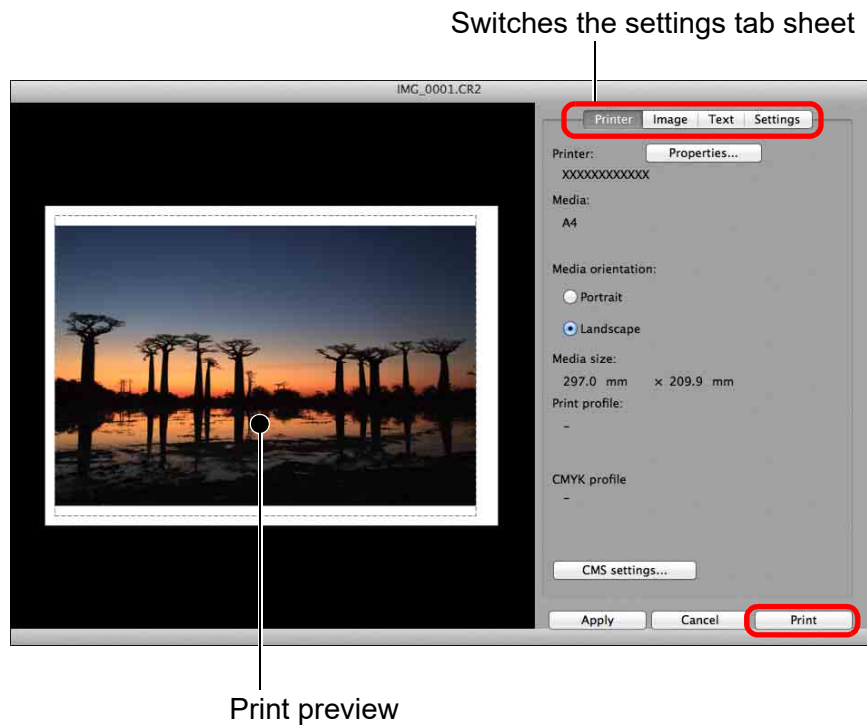 Switches the settings tab sheet
IMG_0001.CR2
Printer Image Text Settings
Printer: Properties...
XXXXXXXXXXXX
Media:
A4
Media orientation:
Portrait
Landscape
Media size:
297.0 mm × 209.9 mm
Print profile:
-
CMYK profile
-
CMS settings...
Apply Cancel Print
Print preview